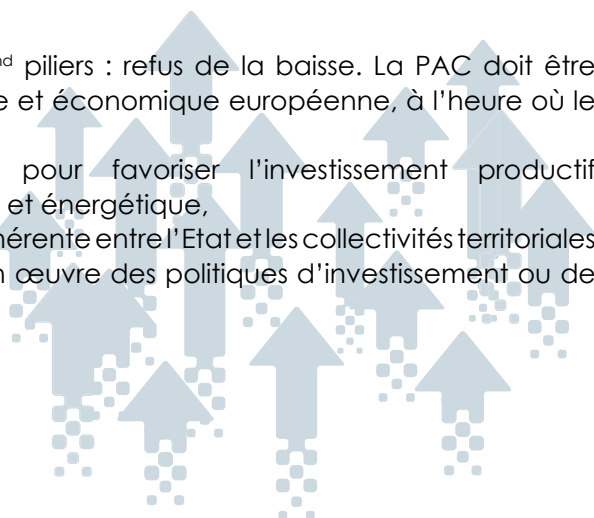 nd piliers : refus de la baisse. La PAC doit être
e et économique européenne, à l’heure où le
pour favoriser l’investissement productif
et énergétique,
hérente entre l’Etat et les collectivités territoriales
n œuvre des politiques d’investissement ou de